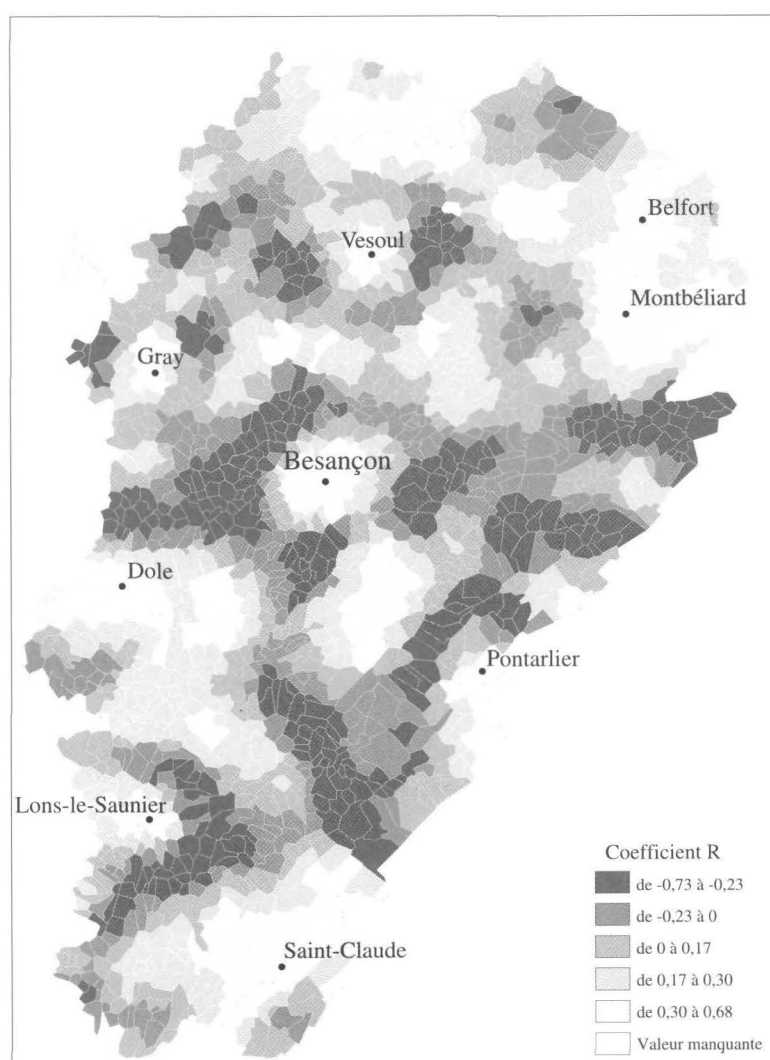 Belfort
Vesoul
Montbéliard
Gray
Besançon
Dole
Pontarlier
Lons-le-Saunier
Saint-Claude
Coefficient R
de -0,73 à -0,23
de -0,23 à 0
de 0 à 0,17
de 0,17 à 0,30
de 0,30 à 0,68
Valeur manquante